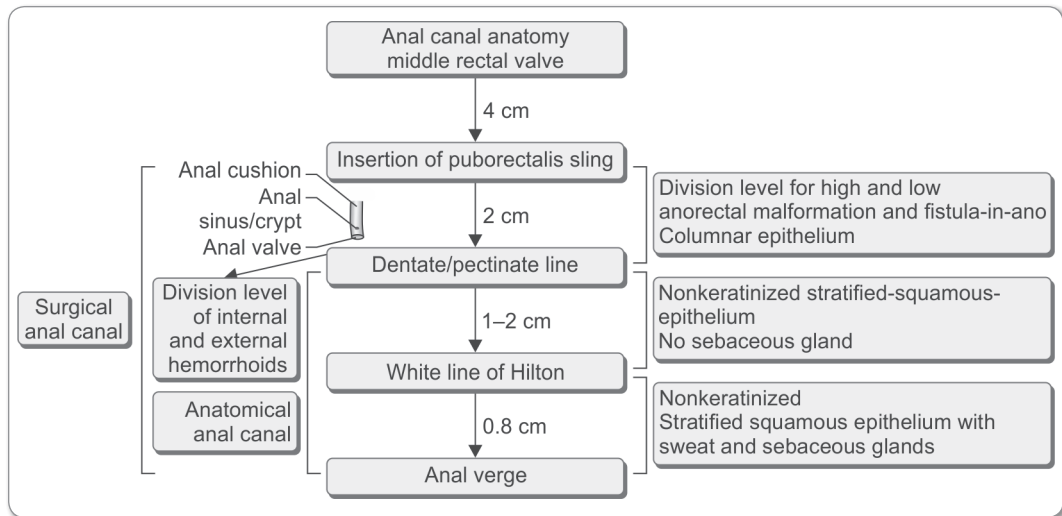 Anal canal anatomy
middle rectal valve
4 cm
Insertion of puborectalis sling
Anal cushion
Anal
sinus/crypt
Anal valve
2 cm
Division level for high and low
anorectal malformation and fistula-in-ano
Columnar epithelium
Dentate/pectinate line
Surgical
anal canal
Division level
of internal
and external
hemorrhoids
1–2 cm
Nonkeratinized stratified-squamous-
epithelium
No sebaceous gland
White line of Hilton
Anatomical
anal canal
0.8 cm
Nonkeratinized
Stratified squamous epithelium with
sweat and sebaceous glands
Anal verge